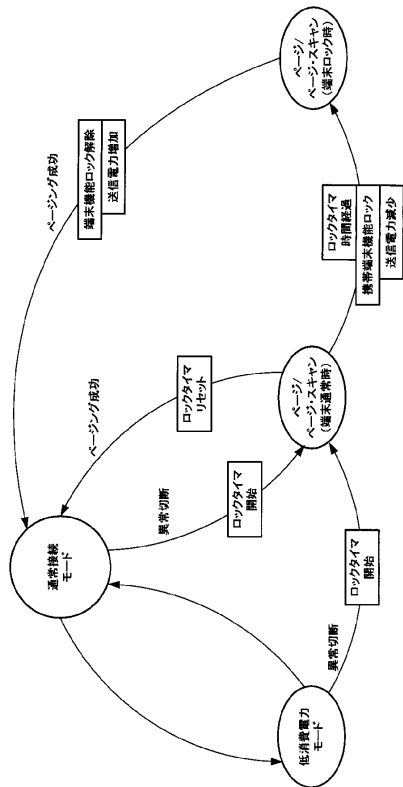 通常接続
モード
低消費電力
モード
ページ/
ページ・スキャン
(端末通常時)
ページ/
ページ・スキャン
(端末ロック時)
ページング成功
端末機能ロック解除
送信電力増加
ページング成功
ロックタイマ
リセット
異常切断
ロックタイマ
開始
異常切断
ロックタイマ
開始
ロックタイマ
時間経過
携帯端末機能ロック
送信電力減少